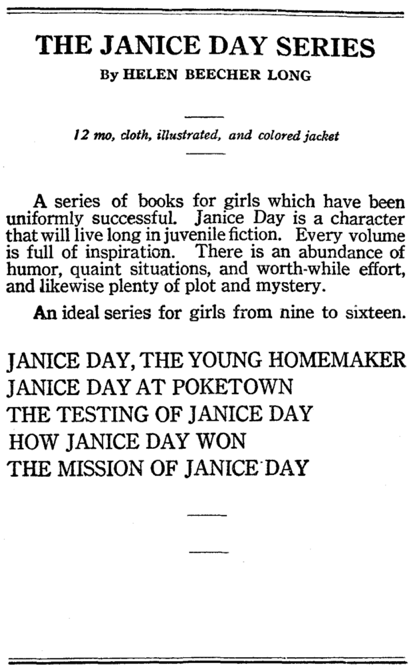 THE JANICE DAY SERIES
By HELEN BEECHER LONG
12 mo, cloth, illustrated, and colored jacket
A series of books for girls which have been
uniformly successful. Janice Day is a character
that will live long in juvenile fiction. Every volume
is full of inspiration. There is an abundance of
humor, quaint situations, and worth-while effort,
and likewise plenty of plot and mystery.
An ideal series for girls from nine to sixteen.
JANICE DAY, THE YOUNG HOMEMAKER
JANICE DAY AT POKETOWN
THE TESTING OF JANICE DAY
HOW JANICE DAY WON
THE MISSION OF JANICE DAY